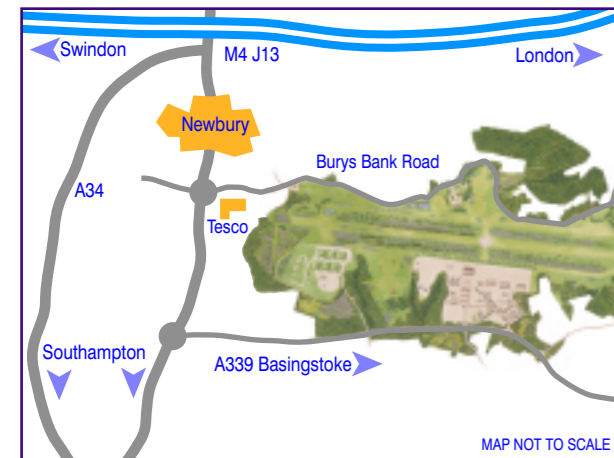 Swindon
M4 J13
London
Newbury
Burys Bank Road
A34
Tesco
Southampton
A339 Basingstoke
MAP NOT TO SCALE